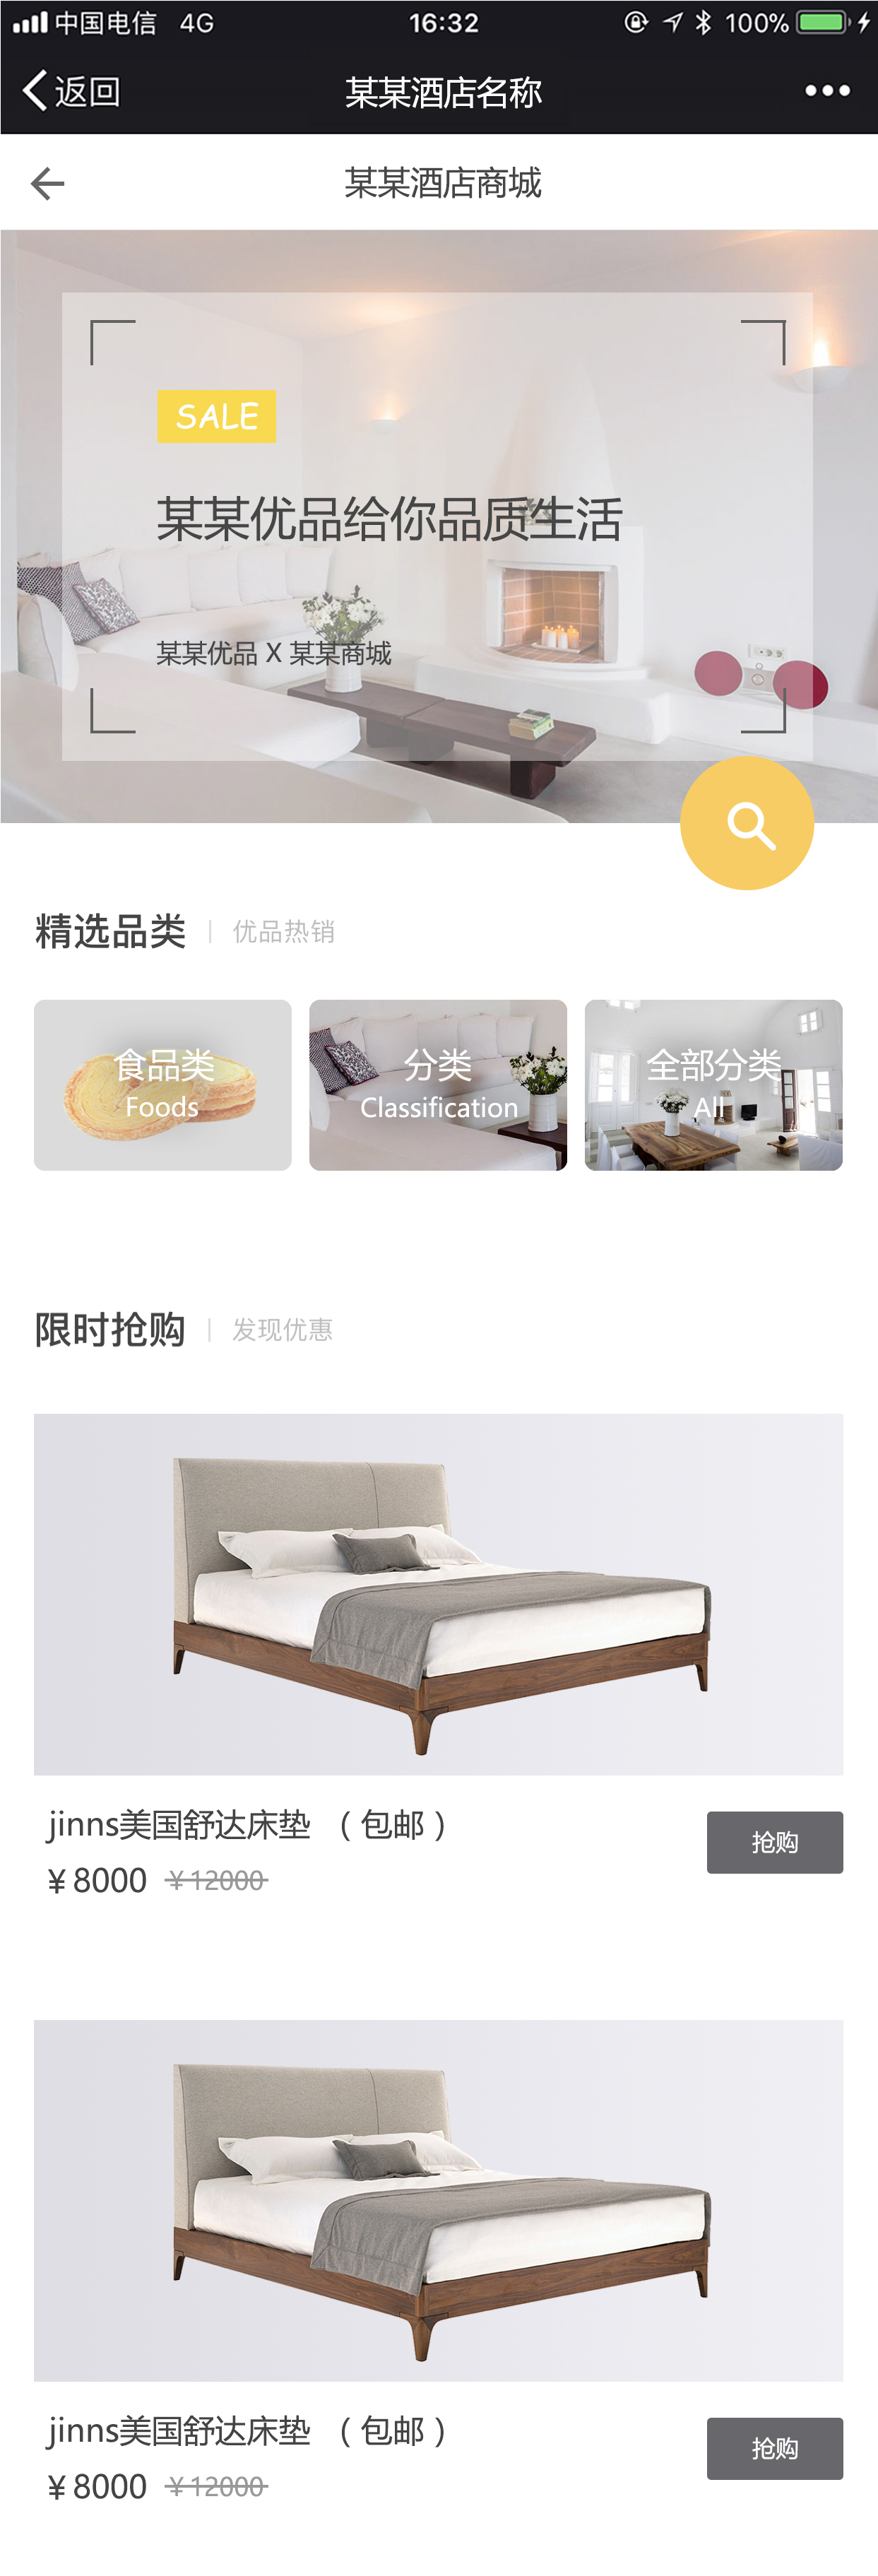 中国电信 4G 16:32 100%
返回 某某酒店名称
某某酒店商城
SALE
某某优品给你品质生活
某某优品 X 某某商城
精选品类 | 优品热销
食品类 分类 全部分类
Foods Classification All
限时抢购 | 发现优惠
jinns美国舒达床垫 （包邮）
抢购
¥8000 ¥12000
jinns美国舒达床垫 （包邮）
抢购
¥8000 ¥12000